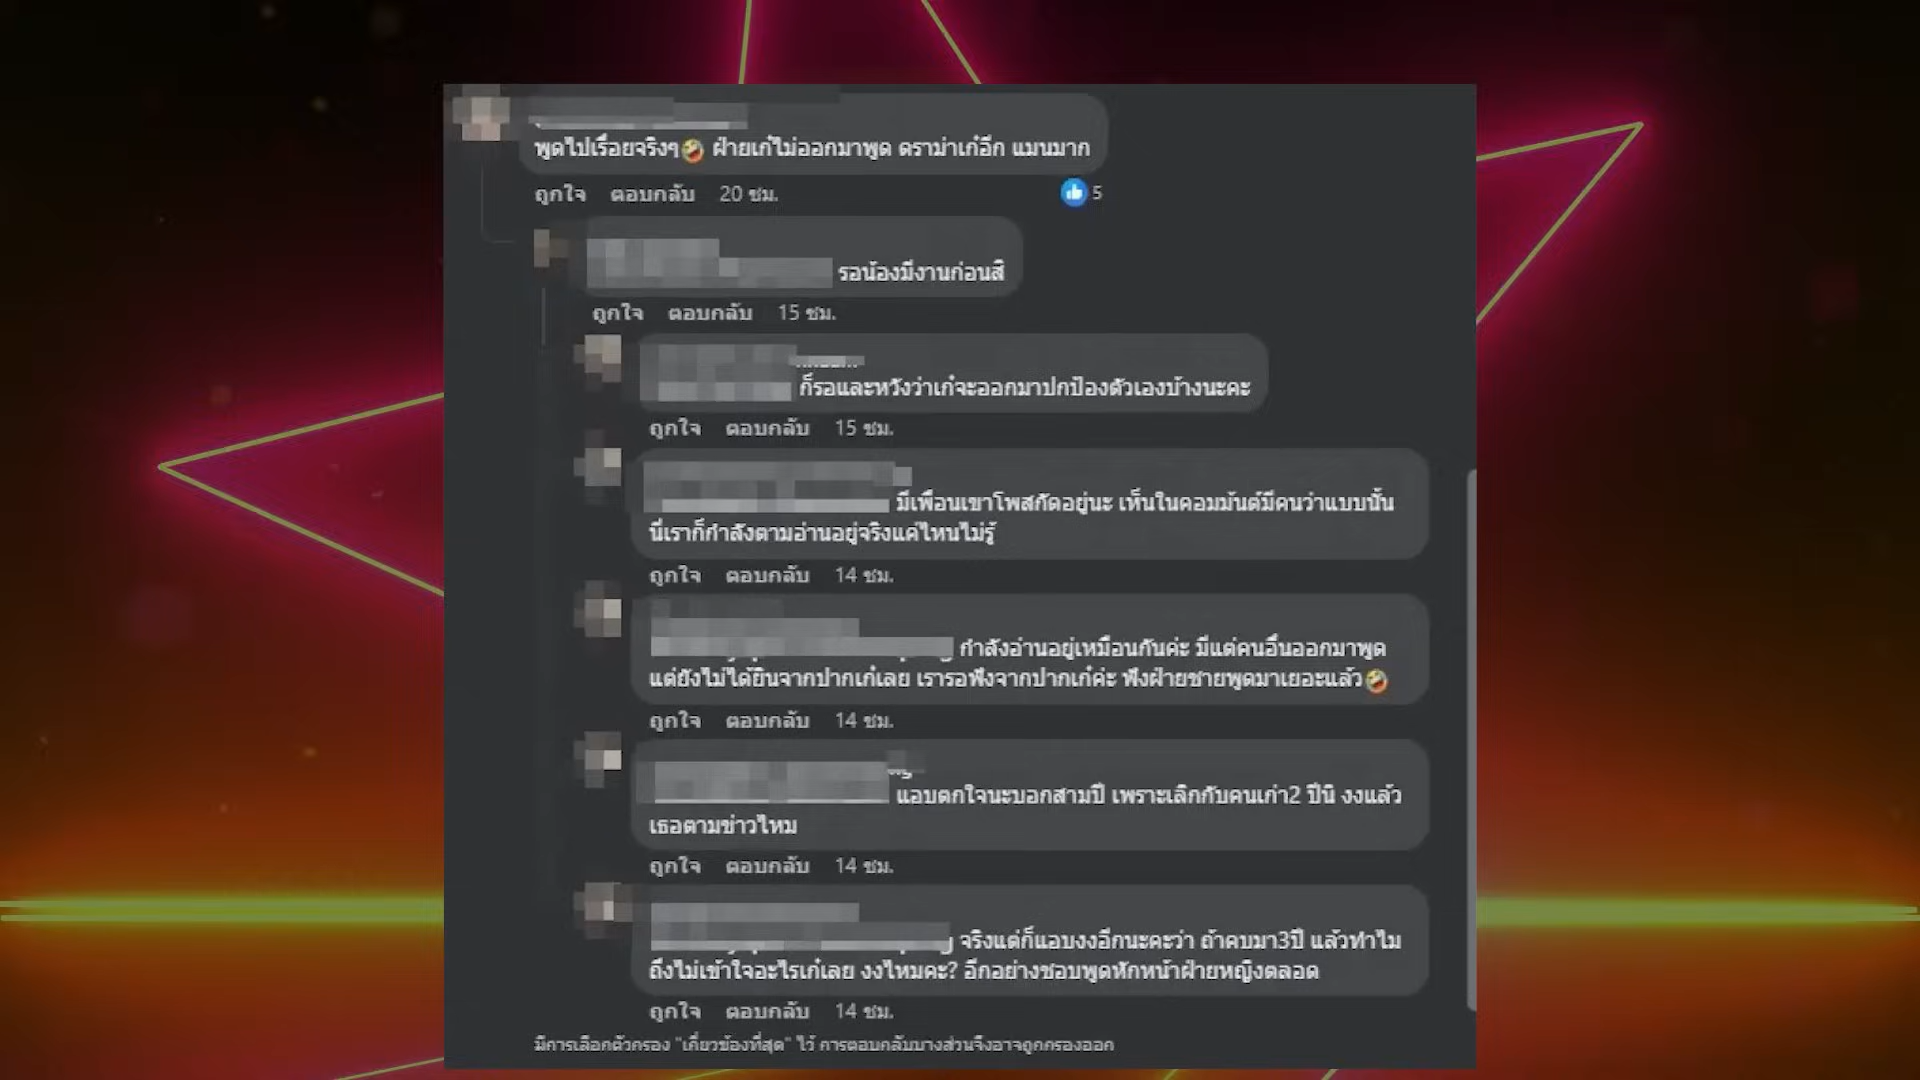 พูดไปเรื่อยจริงๆ🤣 ฝ่ายเก๋ไม่ออกมาพูด ดราม่าเก๋อีก แมนมาก
ถูกใจ ตอบกลับ 20 ชม. 5
รอน้องมีงานก่อนสิ
ถูกใจ ตอบกลับ 15 ชม.
ก็รอและหวังว่าเก๋จะออกมาปกป้องตัวเองบ้างนะคะ
ถูกใจ ตอบกลับ 15 ชม.
มีเพื่อนเขาโพสกัดอยู่นะ เห็นในคอมม้นต์มีคนว่าแบบนั้น
นี่เราก็กำลังตามอ่านอยู่จริงแค่ไหนไม่รู้
ถูกใจ ตอบกลับ 14 ชม.
กำลังอ่านอยู่เหมือนกันค่ะ มีแต่คนอื่นออกมาพูด
แต่ยังไม่ได้ยินจากปากเก๋เลย เรารอฟังจากปากเก๋ค่ะ ฟังฝ่ายชายพูดมาเยอะแล้ว🤣
ถูกใจ ตอบกลับ 14 ชม.
แอบตกใจนะบอกสามปี เพราะเลิกกับคนเก่า2 ปีนิ งงแล้ว
เธอตามข่าวไหม
ถูกใจ ตอบกลับ 14 ชม.
จริงแต่ก็แอบงงอีกนะคะว่า ถ้าคบมา3ปี แล้วทำไม
ถึงไม่เข้าใจอะไรเก๋เลย งงไหมคะ? อีกอย่างชอบพูดหักหน้าฝ่ายหญิงตลอด
ถูกใจ ตอบกลับ 14 ชม.
มีการเลือกตัวกรอง "เกี่ยวข้องที่สุด" ไว้ การตอบกลับบางส่วนจึงอาจถูกกรองออก